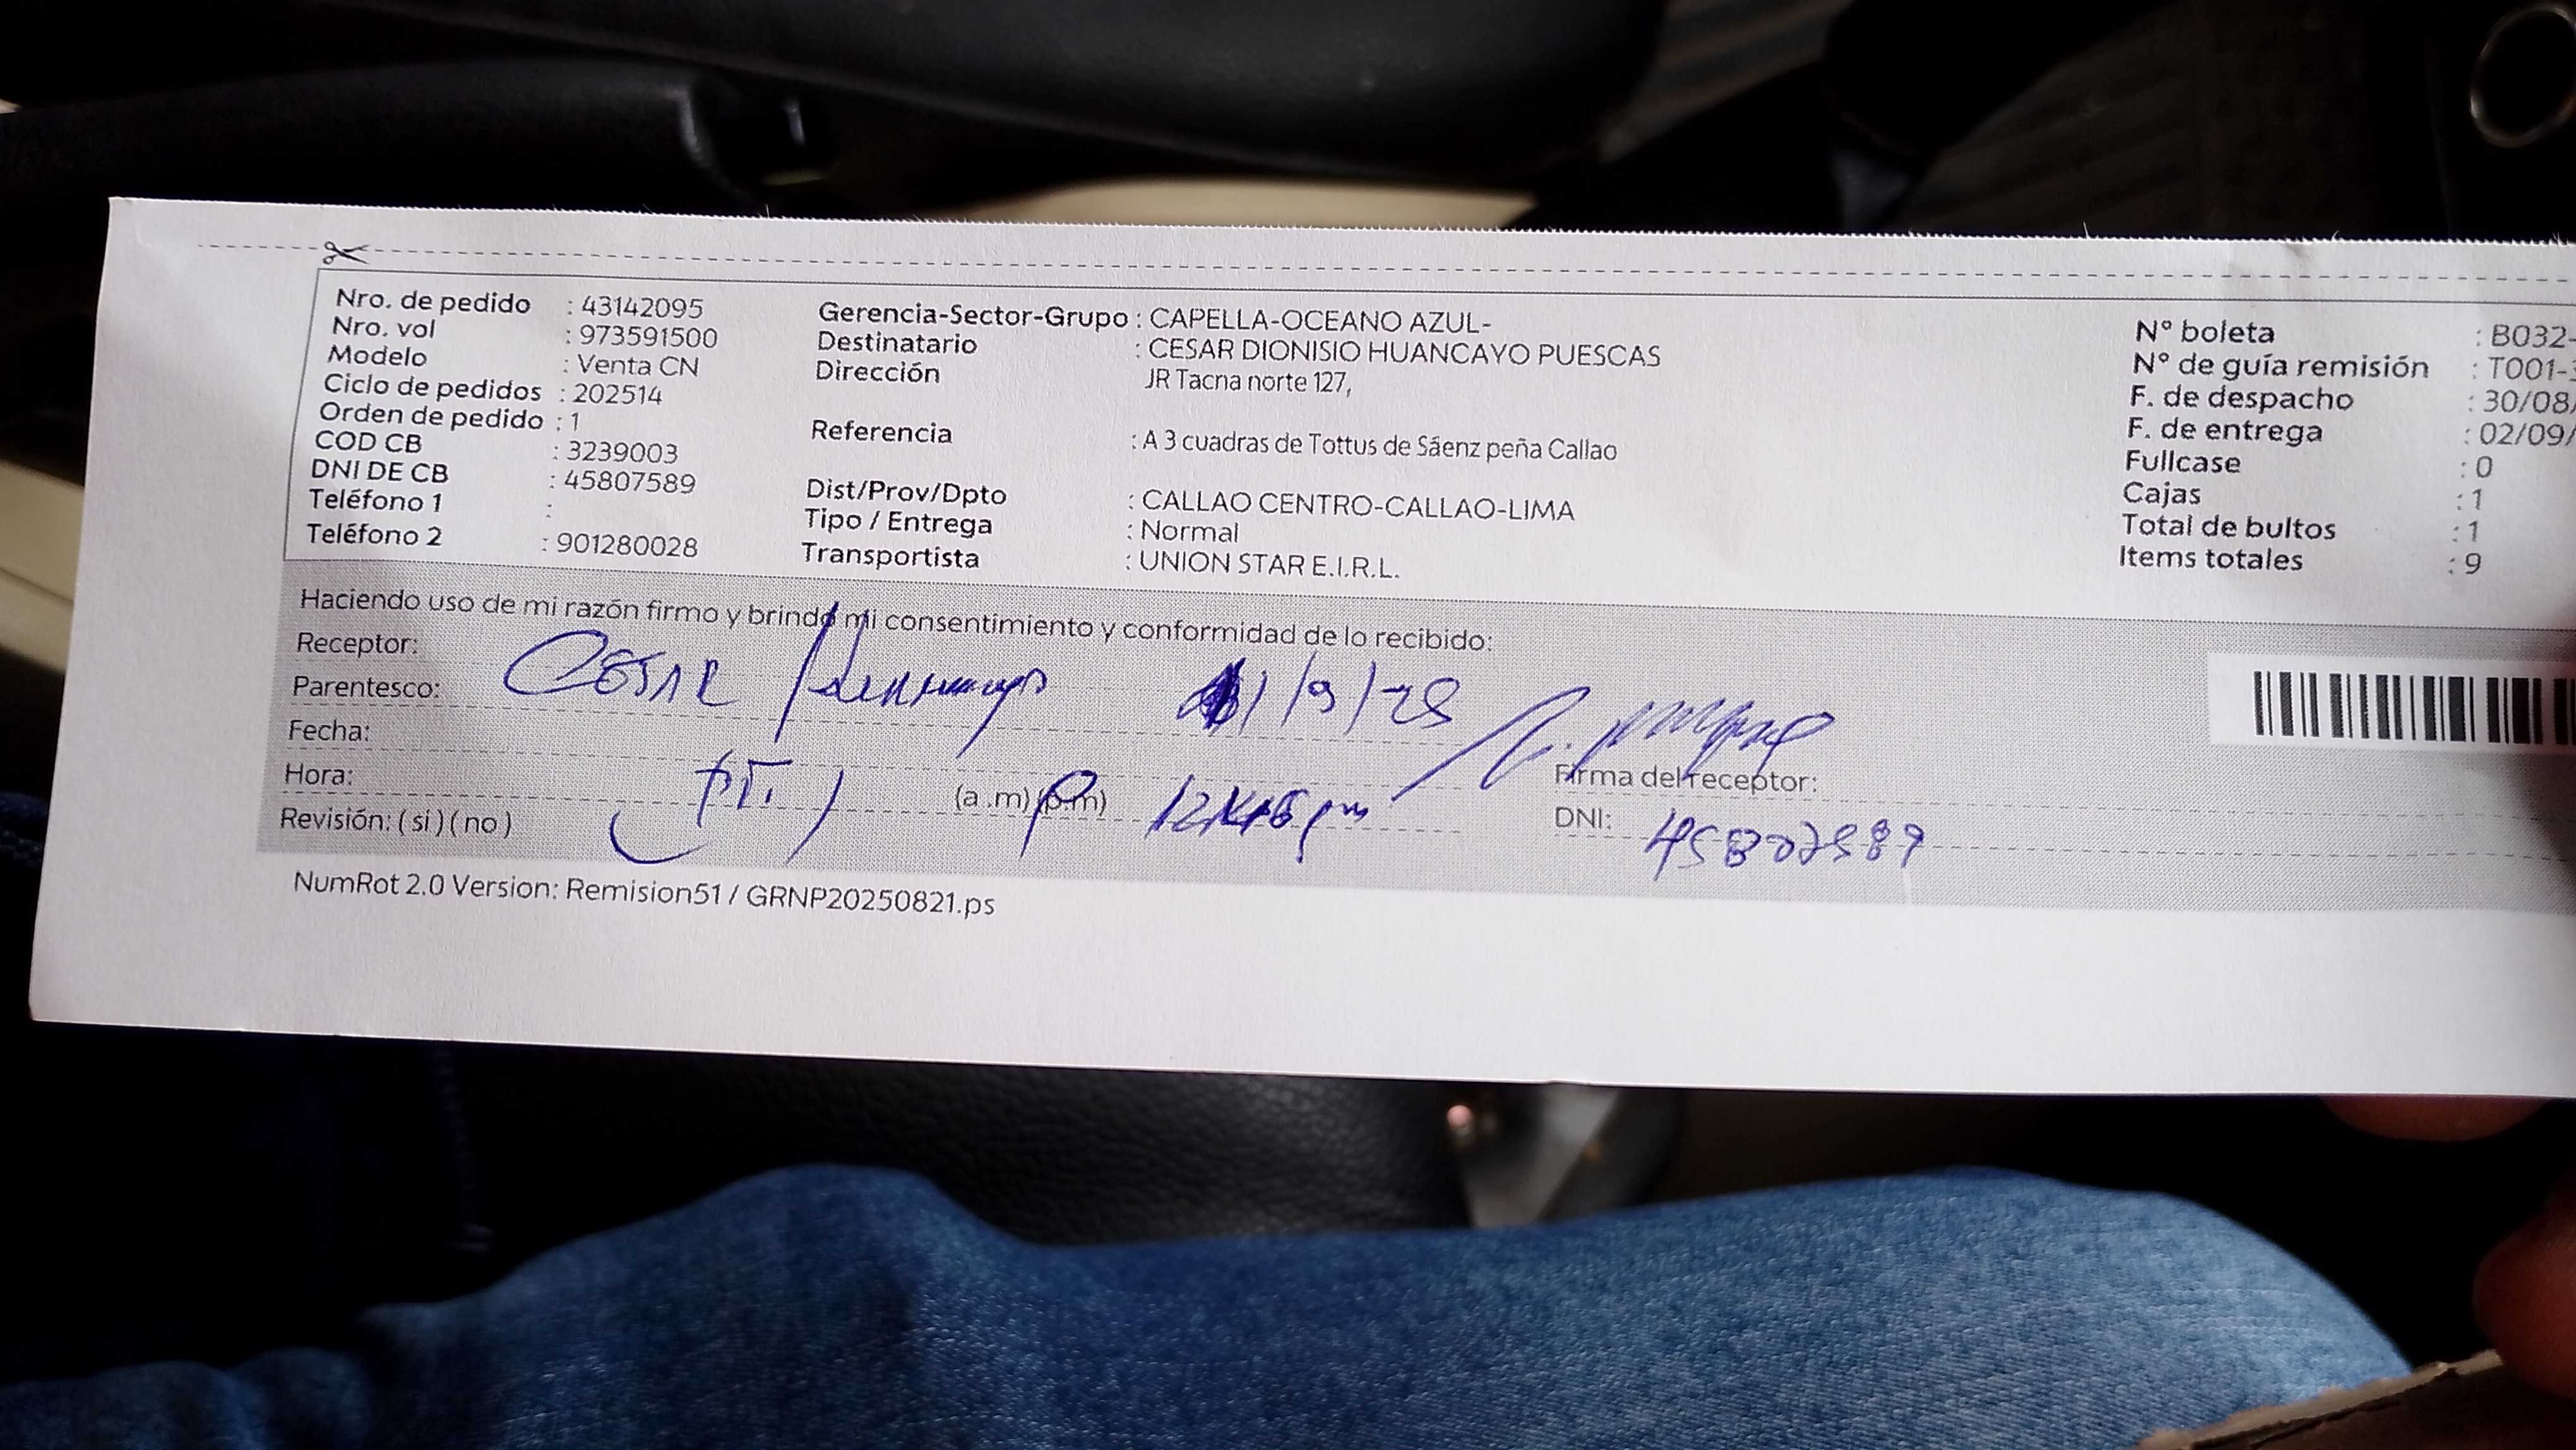 Nro. de pedido : 43142095
Nro. vol : 973591500
Modelo : Venta CN
Ciclo de pedidos : 202514
Orden de pedido : 1
COD CB : 3239003
DNI DE CB : 45807589
Teléfono 1 :
Teléfono 2 : 901280028
Gerencia-Sector-Grupo : CAPELLA-OCEANO AZUL-
Destinatario : CESAR DIONISIO HUANCAYO PUESCAS
Dirección JR Tacna norte 127,
Referencia : A 3 cuadras de Tottus de Sáenz peña Callao
Dist/Prov/Dpto : CALLAO CENTRO-CALLAO-LIMA
Tipo / Entrega : Normal
Transportista : UNION STAR E.I.R.L.
N° boleta : B032-
N° de guía remisión : T001-
F. de despacho : 30/08/
F. de entrega : 02/09/
Fullcase : 0
Cajas : 1
Total de bultos : 1
Items totales : 9
Haciendo uso de mi razón firmo y brindo mi consentimiento y conformidad de lo recibido:
Receptor:
Parentesco: CESAR Huancayo
Fecha:
Hora: (a.m) (p.m)
Revisión: ( si ) ( no )
Firma del receptor:
DNI: 45807589
NumRot 2.0 Version: Remision51 / GRNP20250821.ps